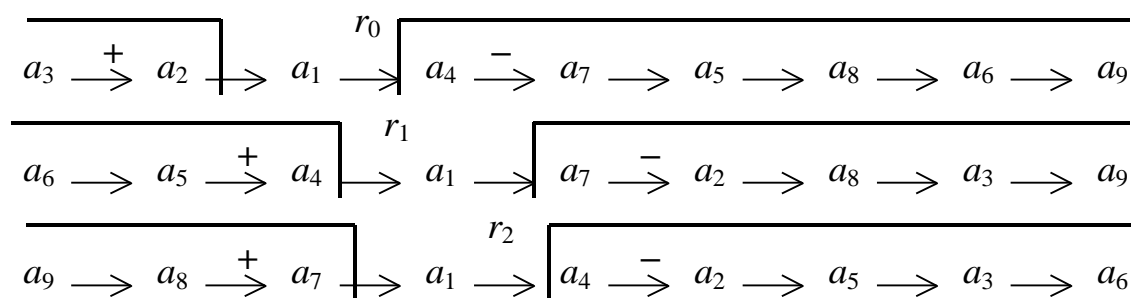 r₀
a₃ ⟶⁺ a₂ ⟶ a₁ ⟶ a₄ ⟶⁻ a₇ ⟶ a₅ ⟶ a₈ ⟶ a₆ ⟶ a₉
r₁
a₆ ⟶ a₅ ⟶⁺ a₄ ⟶ a₁ ⟶ a₇ ⟶⁻ a₂ ⟶ a₈ ⟶ a₃ ⟶ a₉
r₂
a₉ ⟶ a₈ ⟶⁺ a₇ ⟶ a₁ ⟶ a₄ ⟶⁻ a₂ ⟶ a₅ ⟶ a₃ ⟶ a₆